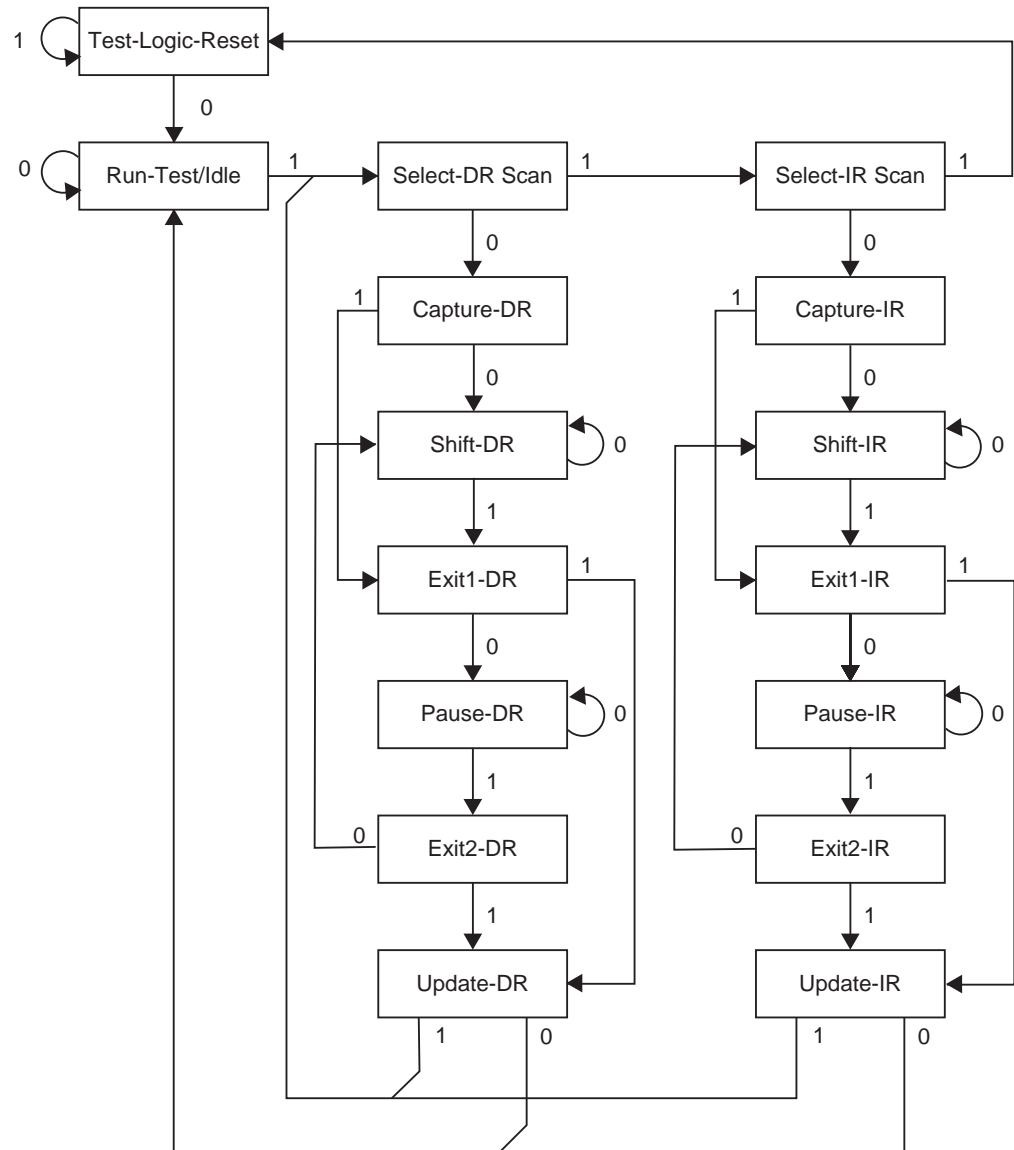 1
Test-Logic-Reset
0
0
Run-Test/Idle
1
Select-DR Scan
1
Select-IR Scan
1
0
0
1
Capture-DR
1
Capture-IR
0
0
Shift-DR
0
Shift-IR
0
1
1
Exit1-DR
1
Exit1-IR
1
0
0
Pause-DR
0
Pause-IR
0
1
1
0
Exit2-DR
0
Exit2-IR
1
1
Update-DR
Update-IR
1
0
1
0